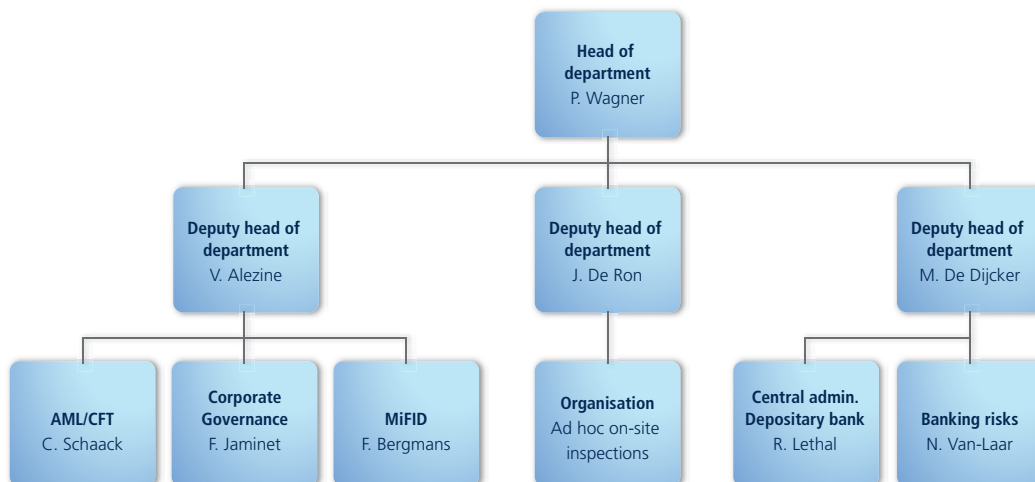 Head of
department
P. Wagner
Deputy head of
department
V. Alezine
Deputy head of
department
J. De Ron
Deputy head of
department
M. De Dijcker
AML/CFT
C. Schaack
Corporate
Governance
F. Jaminet
MiFID
F. Bergmans
Organisation
Ad hoc on-site
inspections
Central admin.
Depositary bank
R. Lethal
Banking risks
N. Van-Laar